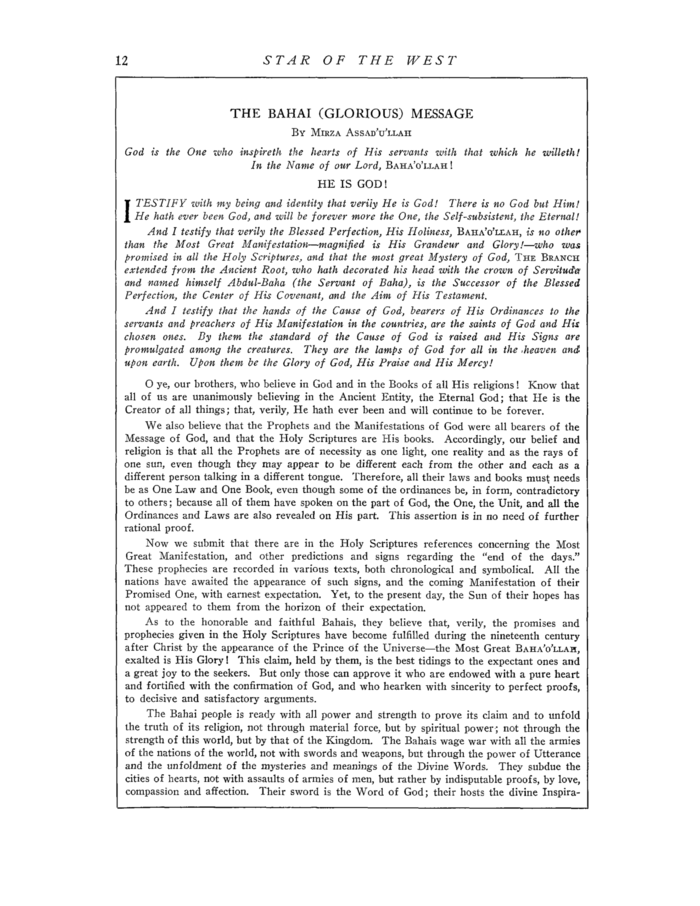 12 STAR OF THE WEST
THE BAHAI (GLORIOUS) MESSAGE
By Mirza Assad'u'llah
God is the One who inspireth the hearts of His servants with that which he willeth!
In the Name of our Lord, Baha'o'llah!
HE IS GOD!
I TESTIFY with my being and identity that verily He is God! There is no God but Him!
He hath ever been God, and will be forever more the One, the Self-subsistent, the Eternal!
And I testify that verily the Blessed Perfection, His Holiness, Baha'o'llah, is no other
than the Most Great Manifestation—magnified is His Grandeur and Glory!—who was
promised in all the Holy Scriptures, and that the most great Mystery of God, The Branch
extended from the Ancient Root, who hath decorated his head with the crown of Servitude
and named himself Abdul-Baha (the Servant of Baha), is the Successor of the Blessed
Perfection, the Center of His Covenant, and the Aim of His Testament.
And I testify that the hands of the Cause of God, bearers of His Ordinances to the
servants and preachers of His Manifestation in the countries, are the saints of God and His
chosen ones. By them the standard of the Cause of God is raised and His Signs are
promulgated among the creatures. They are the lamps of God for all in the heaven and
upon earth. Upon them be the Glory of God, His Praise and His Mercy!
O ye, our brothers, who believe in God and in the Books of all His religions! Know that
all of us are unanimously believing in the Ancient Entity, the Eternal God; that He is the
Creator of all things; that, verily, He hath ever been and will continue to be forever.
We also believe that the Prophets and the Manifestations of God were all bearers of the
Message of God, and that the Holy Scriptures are His books. Accordingly, our belief and
religion is that all the Prophets are of necessity as one light, one reality and as the rays of
one sun, even though they may appear to be different each from the other and each as a
different person talking in a different tongue. Therefore, all their laws and books must needs
be as One Law and One Book, even though some of the ordinances be, in form, contradictory
to others; because all of them have spoken on the part of God, the One, the Unit, and all the
Ordinances and Laws are also revealed on His part. This assertion is in no need of further
rational proof.
Now we submit that there are in the Holy Scriptures references concerning the Most
Great Manifestation, and other predictions and signs regarding the "end of the days."
These prophecies are recorded in various texts, both chronological and symbolical. All the
nations have awaited the appearance of such signs, and the coming Manifestation of their
Promised One, with earnest expectation. Yet, to the present day, the Sun of their hopes has
not appeared to them from the horizon of their expectation.
As to the honorable and faithful Bahais, they believe that, verily, the promises and
prophecies given in the Holy Scriptures have become fulfilled during the nineteenth century
after Christ by the appearance of the Prince of the Universe—the Most Great Baha'o'llah,
exalted is His Glory! This claim, held by them, is the best tidings to the expectant ones and
a great joy to the seekers. But only those can approve it who are endowed with a pure heart
and fortified with the confirmation of God, and who hearken with sincerity to perfect proofs,
to decisive and satisfactory arguments.
The Bahai people is ready with all power and strength to prove its claim and to unfold
the truth of its religion, not through material force, but by spiritual power; not through the
strength of this world, but by that of the Kingdom. The Bahais wage war with all the armies
of the nations of the world, not with swords and weapons, but through the power of Utterance
and the unfoldment of the mysteries and meanings of the Divine Words. They subdue the
cities of hearts, not with assaults of armies of men, but rather by indisputable proofs, by love,
compassion and affection. Their sword is the Word of God; their hosts the divine Inspira-